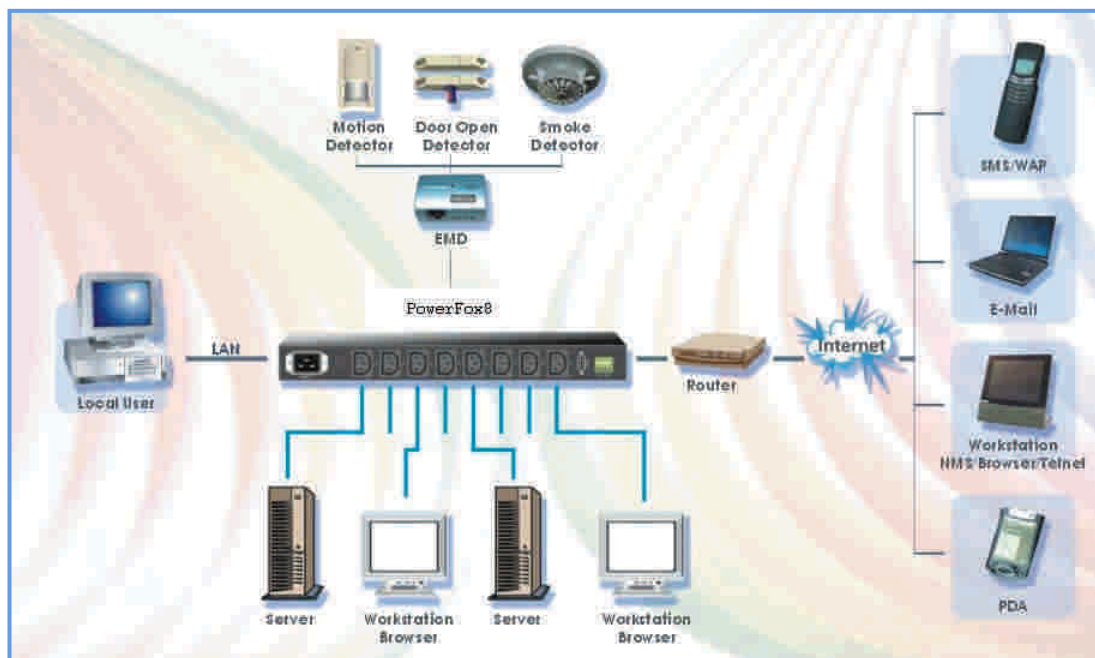 Motion
Detector
Door Open
Detector
Smoke
Detector
SMS/WAP
EMD
E-Mail
PowerFox8
LAN
Internet
Local User
Router
Workstation
NMS Browser/Telnet
Server
Workstation
Browser
Server
Workstation
Browser
PDA